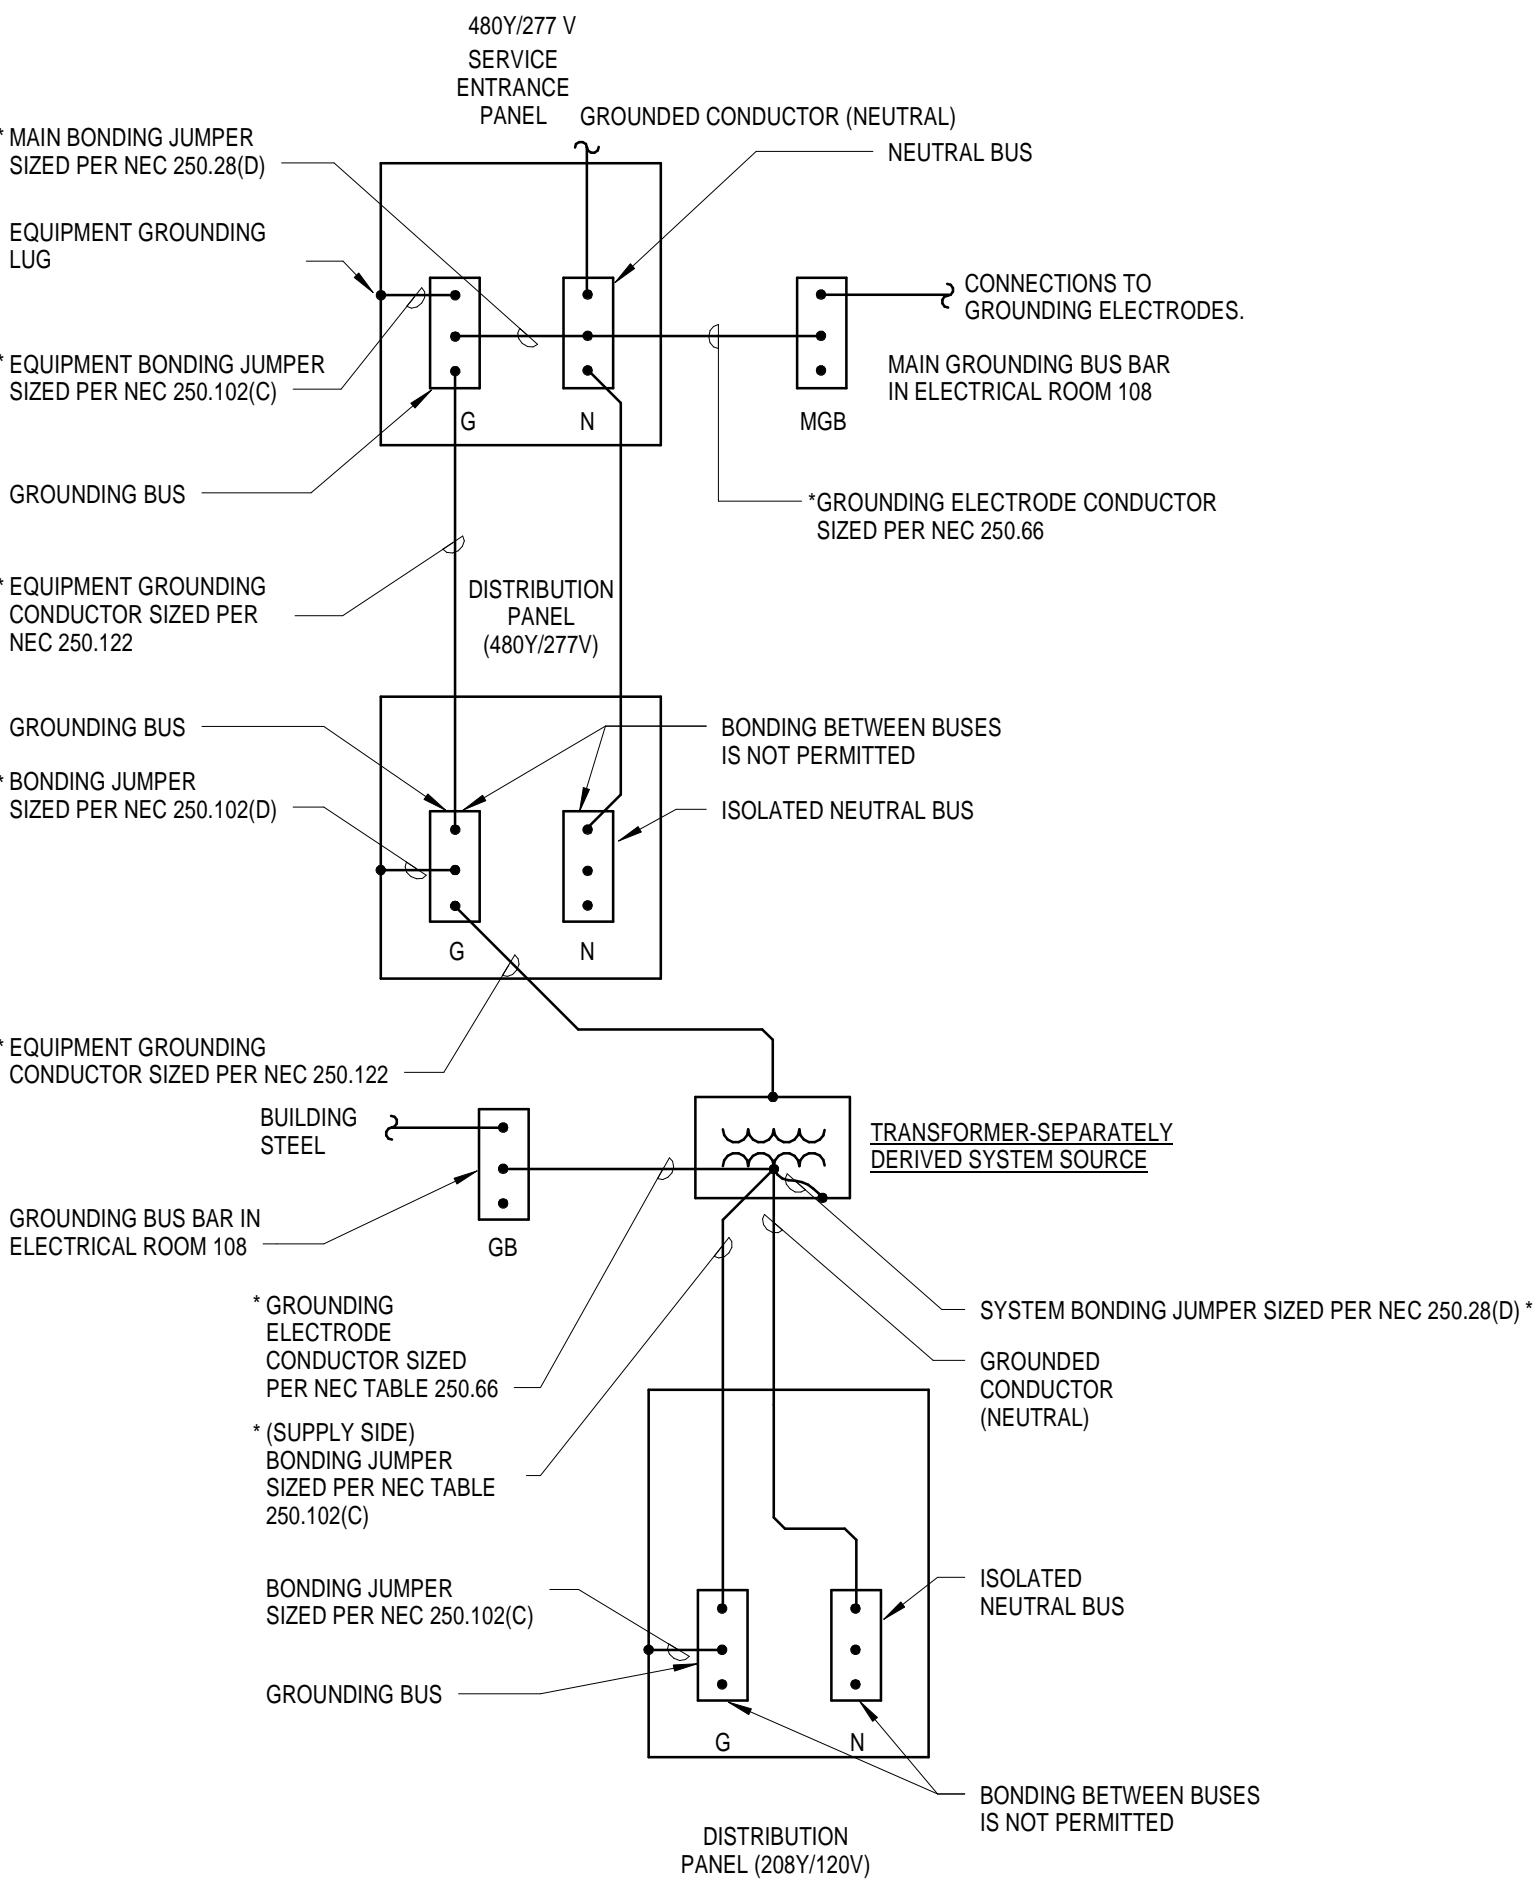 480Y/277 V
SERVICE
ENTRANCE
PANEL
GROUNDED CONDUCTOR (NEUTRAL)
* MAIN BONDING JUMPER
SIZED PER NEC 250.28(D)
NEUTRAL BUS
EQUIPMENT GROUNDING
LUG
CONNECTIONS TO
GROUNDING ELECTRODES.
* EQUIPMENT BONDING JUMPER
SIZED PER NEC 250.102(C)
MAIN GROUNDING BUS BAR
IN ELECTRICAL ROOM 108
G
N
MGB
GROUNDING BUS
*GROUNDING ELECTRODE CONDUCTOR
SIZED PER NEC 250.66
* EQUIPMENT GROUNDING
CONDUCTOR SIZED PER
NEC 250.122
DISTRIBUTION
PANEL
(480Y/277V)
GROUNDING BUS
BONDING BETWEEN BUSES
IS NOT PERMITTED
* BONDING JUMPER
SIZED PER NEC 250.102(D)
ISOLATED NEUTRAL BUS
G
N
* EQUIPMENT GROUNDING
CONDUCTOR SIZED PER NEC 250.122
BUILDING
STEEL
TRANSFORMER-SEPARATELY
DERIVED SYSTEM SOURCE
GROUNDING BUS BAR IN
ELECTRICAL ROOM 108
GB
* GROUNDING
ELECTRODE
CONDUCTOR SIZED
PER NEC TABLE 250.66
SYSTEM BONDING JUMPER SIZED PER NEC 250.28(D) *
GROUNDED
CONDUCTOR
(NEUTRAL)
* (SUPPLY SIDE)
BONDING JUMPER
SIZED PER NEC TABLE
250.102(C)
BONDING JUMPER
SIZED PER NEC 250.102(C)
ISOLATED
NEUTRAL BUS
GROUNDING BUS
G
N
BONDING BETWEEN BUSES
IS NOT PERMITTED
DISTRIBUTION
PANEL (208Y/120V)